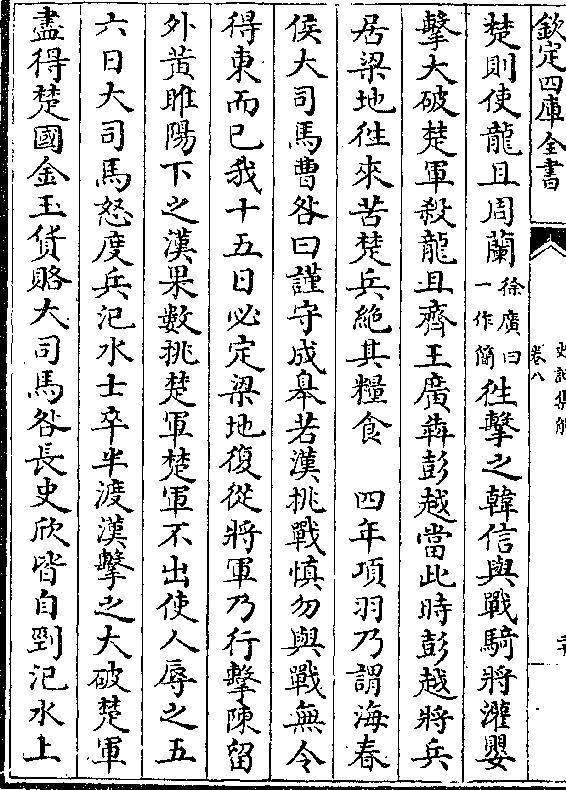 欽定四庫全書
史記集解
卷八
楚則使龍且周蘭徐廣曰一作簡往擊之韓信與戰騎將灌嬰
擊大破楚軍殺龍且齊王廣犇彭越當此時彭越將兵
居梁地往來苦楚兵絶其糧食　四年項羽乃謂海春
侯大司馬曹咎曰謹守成臯若漢挑戰慎勿與戰無令
得東而已我十五日必定梁地復從將軍乃行擊陳留
外黄睢陽下之漢果數挑楚軍楚軍不出使人辱之五
六日大司馬怒度兵汜水士卒半渡漢擊之大破楚軍
盡得楚國金玉貨賂大司馬咎長史欣皆自剄汜水上